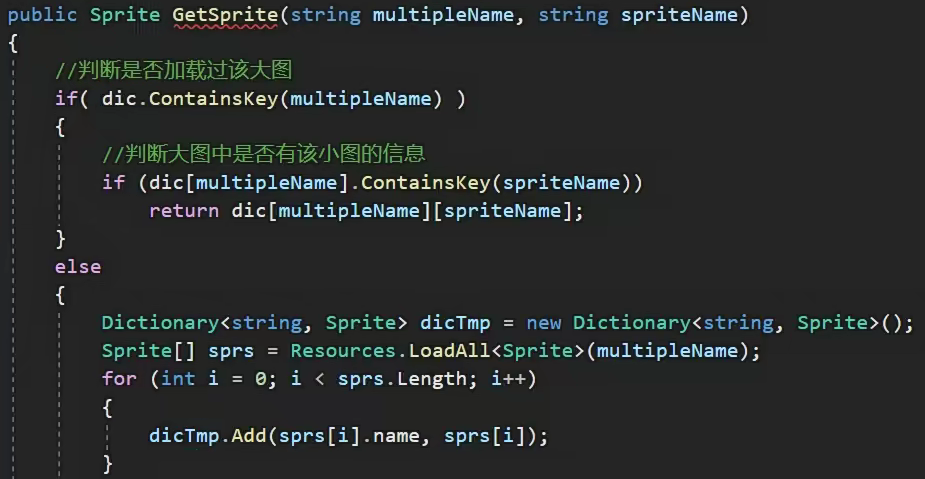 public Sprite GetSprite(string multipleName, string spriteName)
{
//判断是否加载过该大图
if( dic.ContainsKey(multipleName) )
{
//判断大图中是否有该小图的信息
if (dic[multipleName].ContainsKey(spriteName))
return dic[multipleName][spriteName];
}
else
{
Dictionary<string, Sprite> dicTmp = new Dictionary<string, Sprite>();
Sprite[] sprs = Resources.LoadAll<Sprite>(multipleName);
for (int i = 0; i < sprs.Length; i++)
{
dicTmp.Add(sprs[i].name, sprs[i]);
}